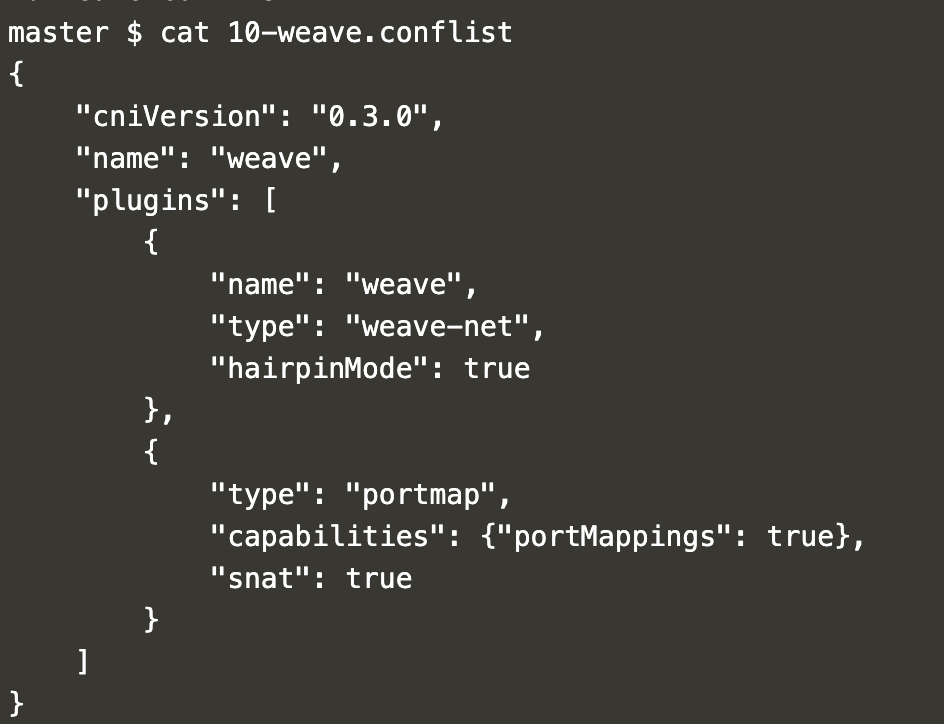 master $ cat 10-weave.conflist
{
    "cniVersion": "0.3.0",
    "name": "weave",
    "plugins": [
        {
            "name": "weave",
            "type": "weave-net",
            "hairpinMode": true
        },
        {
            "type": "portmap",
            "capabilities": {"portMappings": true},
            "snat": true
        }
    ]
}